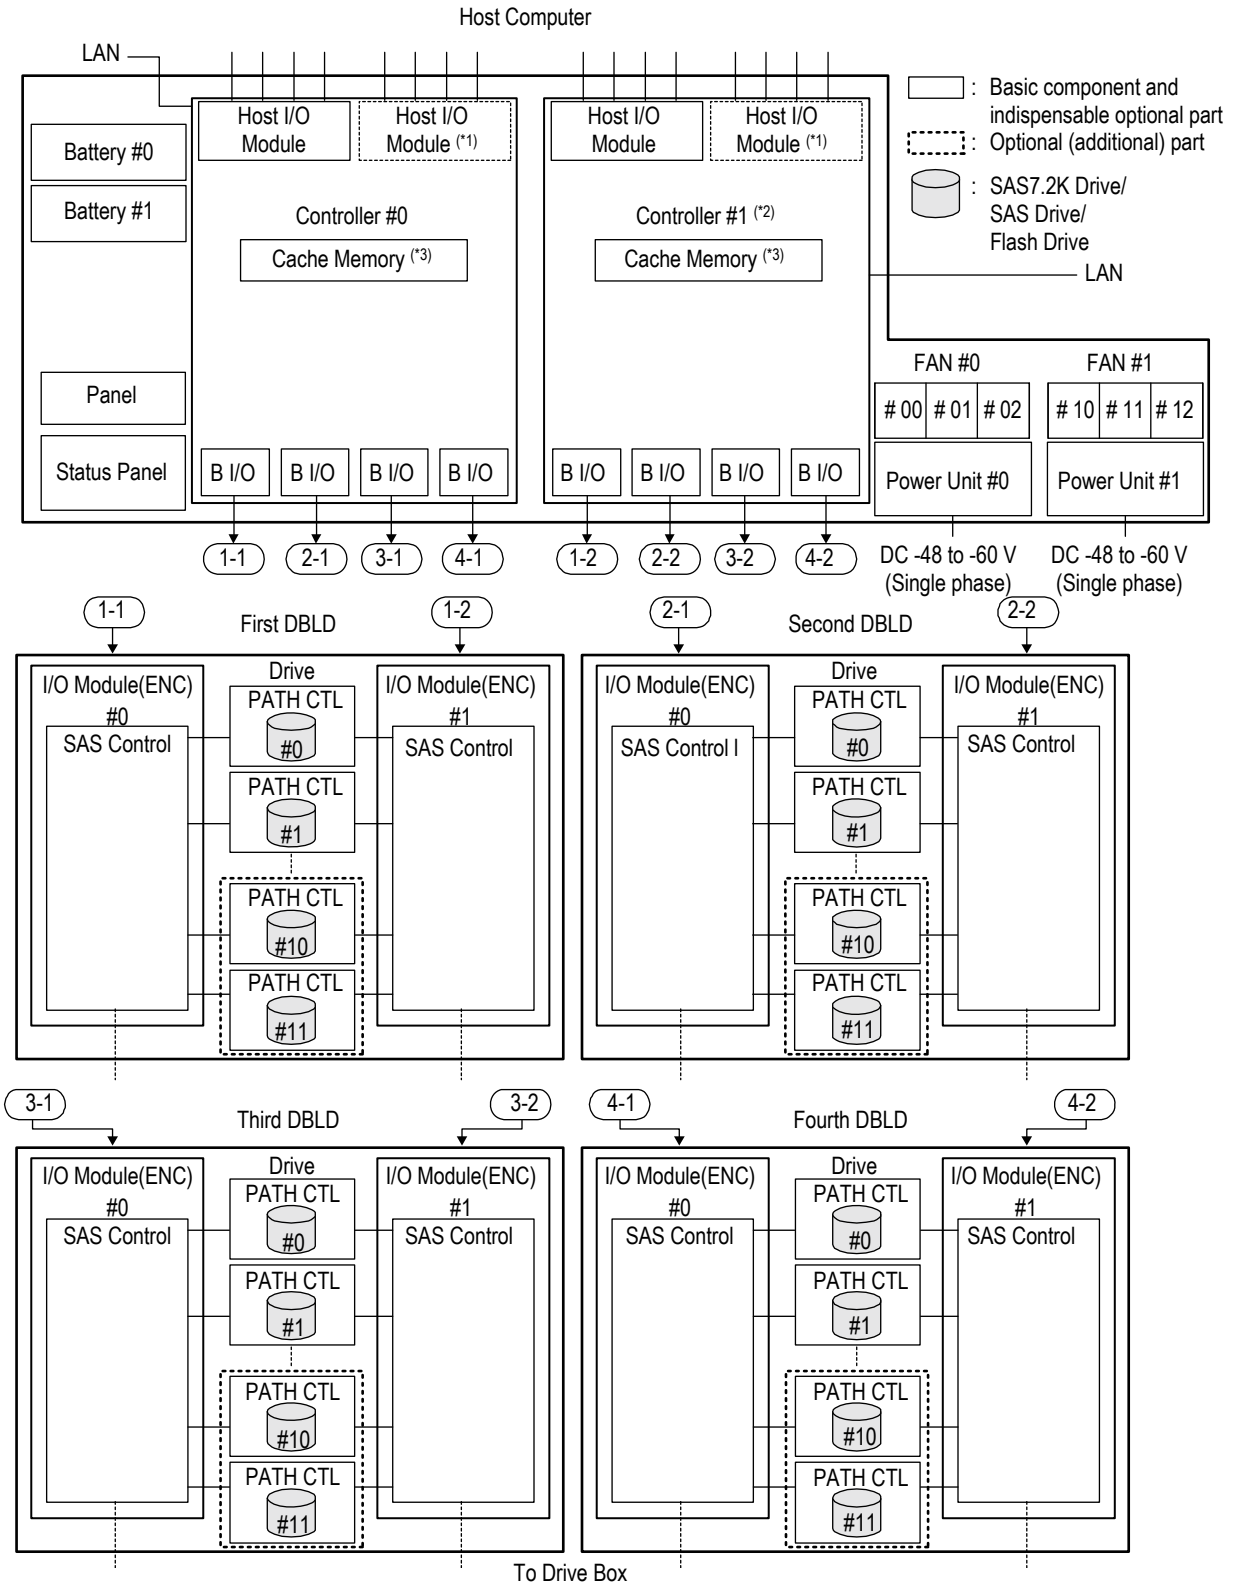 Host Computer
LAN
Host I/O
Module
Host I/O
Module (*1)
Host I/O
Module
Host I/O
Module (*1)
: Basic component and
indispensable optional part
: Optional (additional) part
: SAS7.2K Drive/
SAS Drive/
Flash Drive
Battery #0
Battery #1
Controller #0
Cache Memory (*3)
Controller #1 (*2)
Cache Memory (*3)
LAN
Panel
Status Panel
FAN #0
FAN #1
# 00 # 01 # 02
# 10 # 11 # 12
B I/O B I/O B I/O B I/O
B I/O B I/O B I/O B I/O
Power Unit #0
Power Unit #1
1-1 2-1 3-1 4-1
1-2 2-2 3-2 4-2
DC -48 to -60 V
(Single phase)
DC -48 to -60 V
(Single phase)
1-1
First DBLD
1-2
I/O Module(ENC)
#0
SAS Control
Drive
PATH CTL
#0
PATH CTL
#1
PATH CTL
#10
PATH CTL
#11
I/O Module(ENC)
#1
SAS Control
2-1
Second DBLD
2-2
I/O Module(ENC)
#0
SAS Control l
Drive
PATH CTL
#0
PATH CTL
#1
PATH CTL
#10
PATH CTL
#11
I/O Module(ENC)
#1
SAS Control
3-1
Third DBLD
3-2
I/O Module(ENC)
#0
SAS Control
Drive
PATH CTL
#0
PATH CTL
#1
PATH CTL
#10
PATH CTL
#11
I/O Module(ENC)
#1
SAS Control
4-1
Fourth DBLD
4-2
I/O Module(ENC)
#0
SAS Control
Drive
PATH CTL
#0
PATH CTL
#1
PATH CTL
#10
PATH CTL
#11
I/O Module(ENC)
#1
SAS Control
To Drive Box